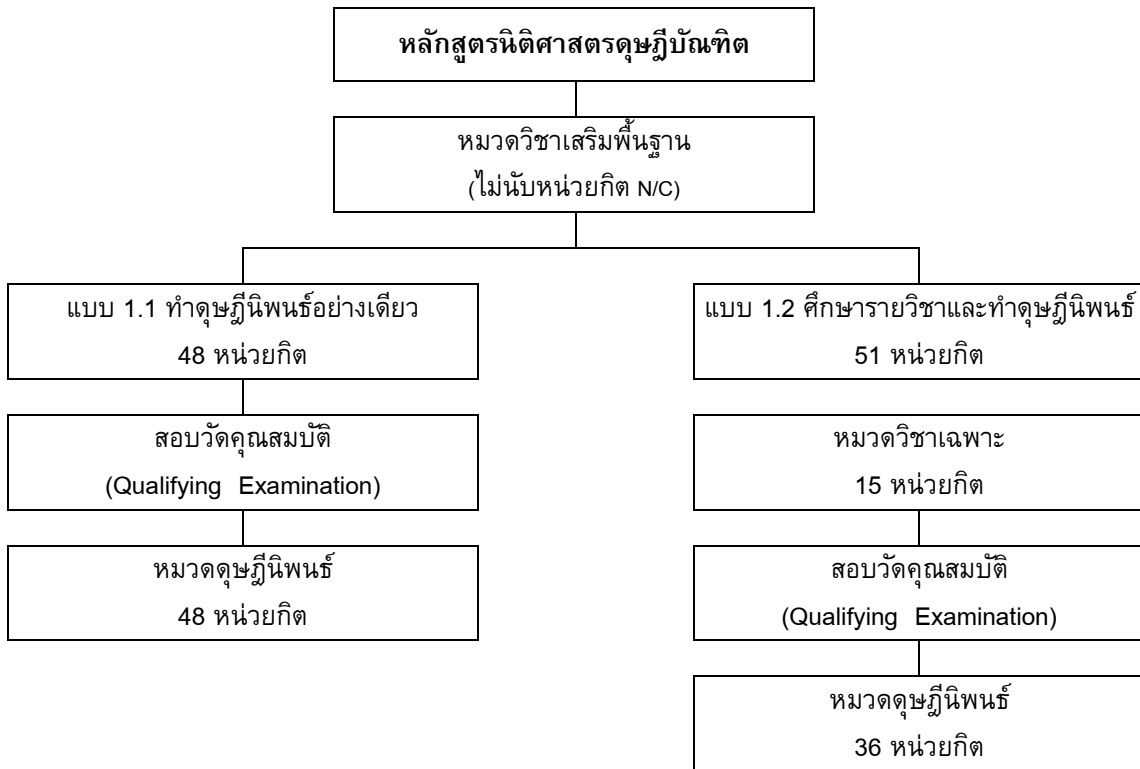 หลักสูตรนิติศาสตรดุษฎีบัณฑิต
หมวดวิชาเสริมพื้นฐาน
(ไม่นับหน่วยกิต N/C)
แบบ 1.1 ทำดุษฎีนิพนธ์อย่างเดียว
48 หน่วยกิต
สอบวัดคุณสมบัติ
(Qualifying Examination)
หมวดดุษฎีนิพนธ์
48 หน่วยกิต
แบบ 1.2 ศึกษารายวิชาและทำดุษฎีนิพนธ์
51 หน่วยกิต
หมวดวิชาเฉพาะ
15 หน่วยกิต
สอบวัดคุณสมบัติ
(Qualifying Examination)
หมวดดุษฎีนิพนธ์
36 หน่วยกิต